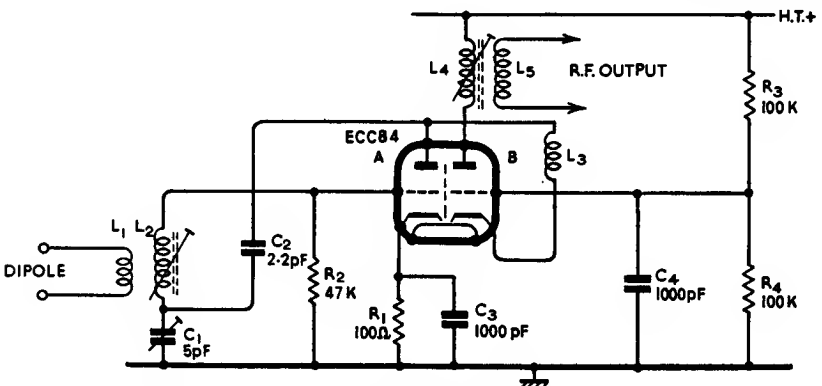 H.T.+
L4
L5
R.F. OUTPUT
R3
100 K
ECC84
A
B
L3
L1 L2
DIPOLE
C2
2·2pF
R2
47 K
C4
1000pF
R4
100K
C1
5pF
R1
100Ω
C3
1000 pF